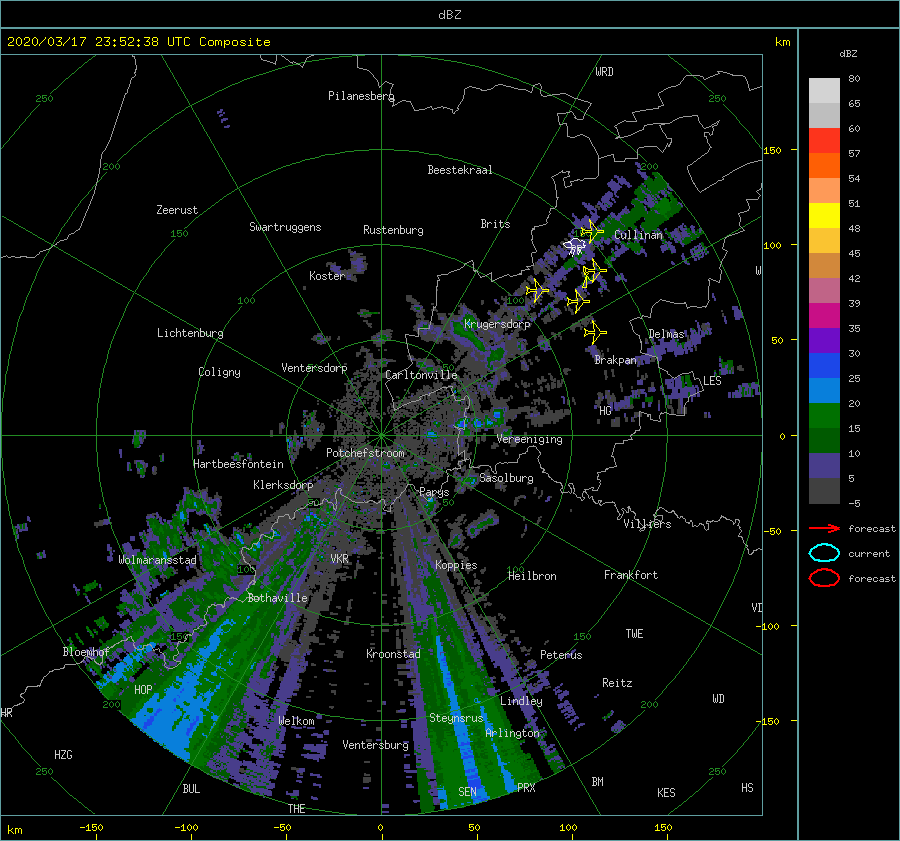 dBZ
2020/03/17 23:52:38 UTC Composite
km
dBZ
WRD
250
250
Pilanesberg
80
65
60
57
54
51
48
45
42
39
35
30
25
20
15
10
5
-5
150
200
200
Beestekraal
Zeerust
Swartruggens
Rustenburg
Brits
150
Cullinan
100
Koster
W
100
100
Krugersdorp
Lichtenburg
Delmas
50
Brakpan
Ventersdorp
Coligny
Carltonville
LES
HG
Vereeniging
0
Potchefstroom
Hartbeesfontein
Klerksdorp
Sasolburg
Parys
50
50
Villiers
-50
forecast
current
forecast
Wolmaransstad
VKR
Koppies
100
100
Heilbron
Frankfort
Bothaville
VI
-100
150
150
TWE
Bloemhof
Kroonstad
Peterus
HOP
Reitz
WD
200
200
Lindley
HR
Welkom
Steynsrus
-150
Arlington
Ventersburg
HZG
250
250
BUL
SEN
PRX
BM
KES
HS
THE
km
-150
-100
-50
0
50
100
150